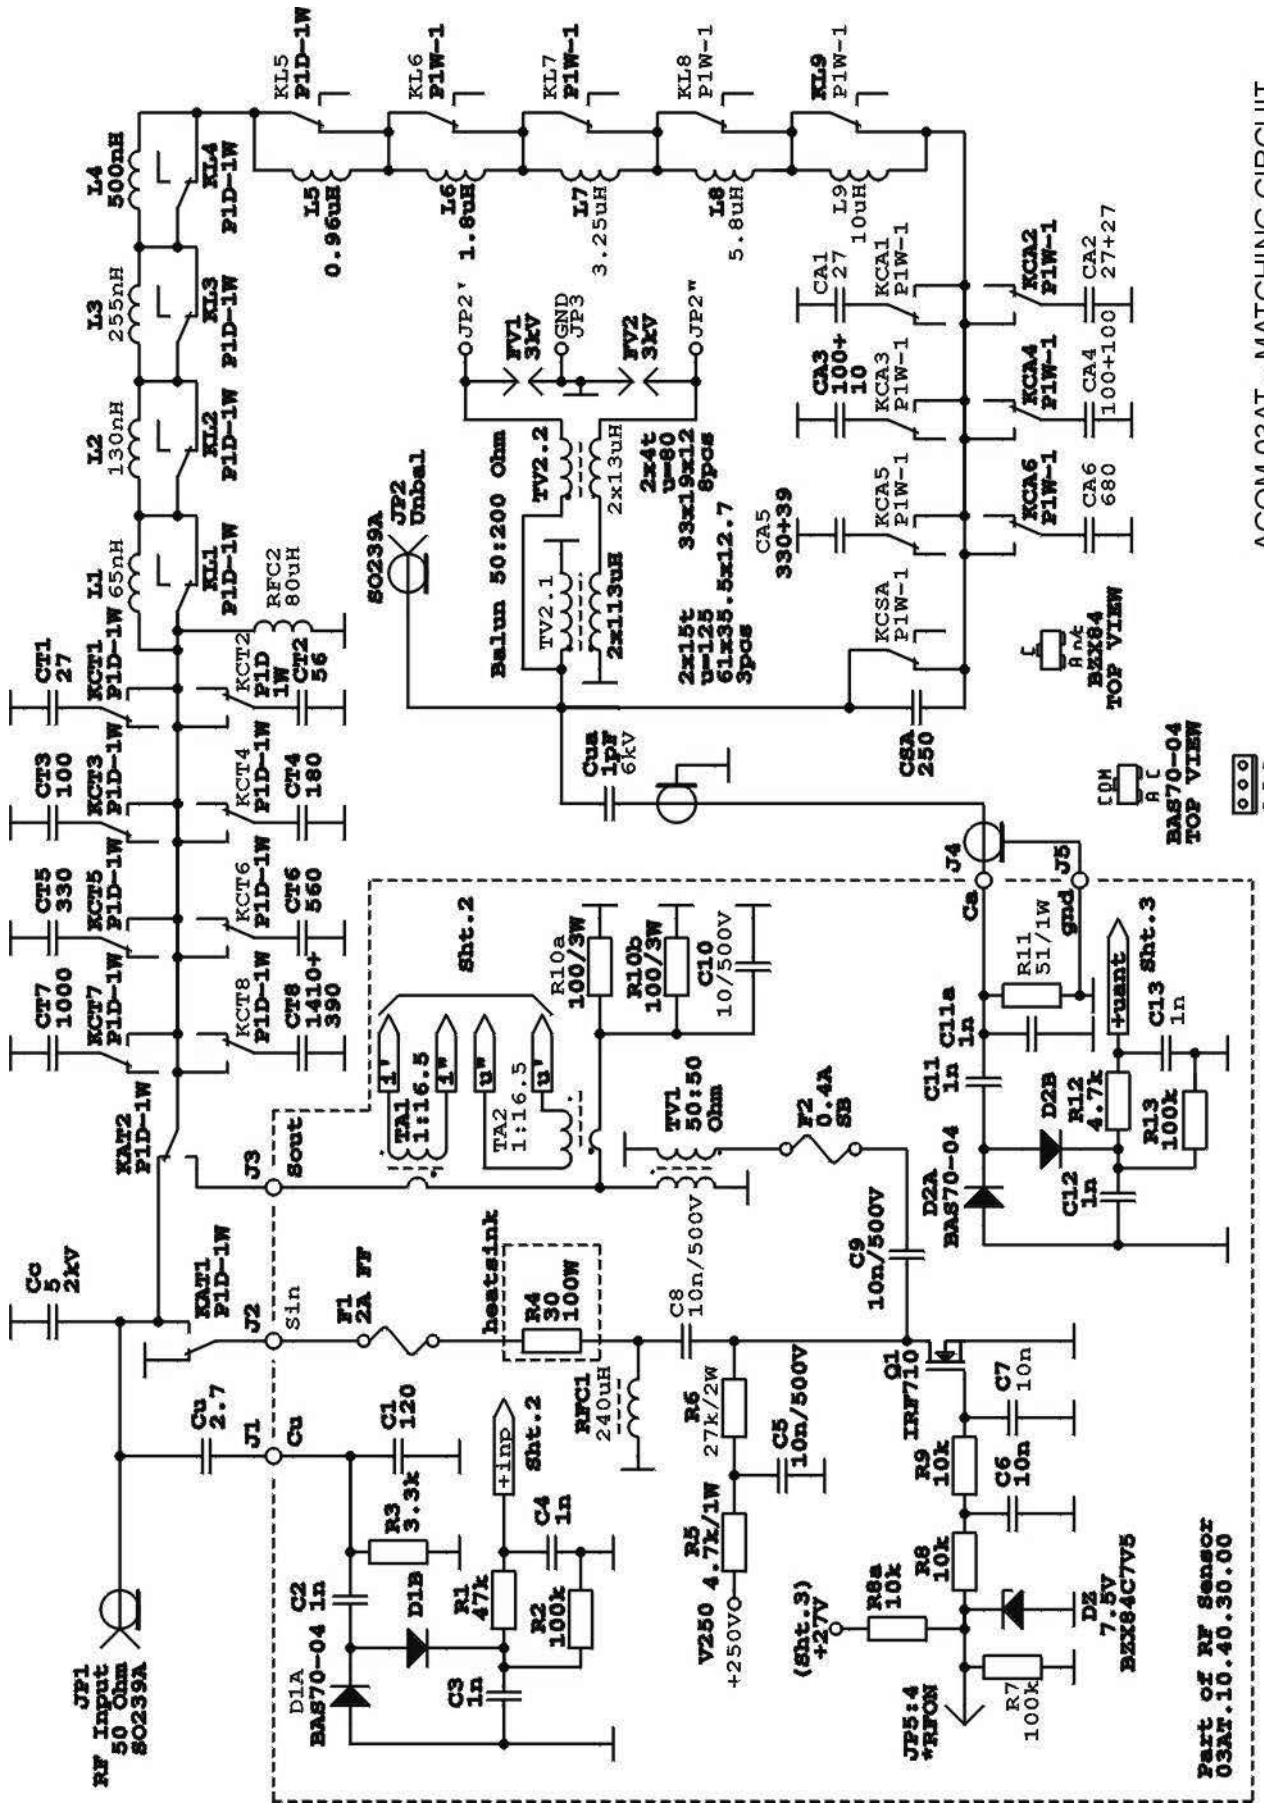 JP1
RF Input
50 Ohm
SO239A
Cc
5
2kV
Cu
2.7
J1
Cu
KAT1
P1D-1W
J2
Sin
KAT2
P1D-1W
J3
Sout
CT7
1000
KCT7
P1D-1W
KCT8
P1D-1W
CT8
1410+
390
CT5
330
KCT5
P1D-1W
KCT6
P1D-1W
CT6
560
CT3
100
KCT3
P1D-1W
KCT4
P1D-1W
CT4
180
CT1
27
KCT1
P1D-1W
KCT2
P1D
1W
CT2
56
RFC2
80uH
L1
65nH
KL1
P1D-1W
L2
130nH
KL2
P1D-1W
L3
255nH
KL3
P1D-1W
L4
500nH
KL4
P1D-1W
KL5
P1D-1W
KL6
P1W-1
KL7
P1W-1
KL8
P1W-1
KL9
P1W-1
L5
0.96uH
L6
1.8uH
L7
3.25uH
L8
5.8uH
L9
10uH
D1A
BAS70-04
C2
1n
R3
3.3k
C1
120
D1B
R1
47k
+inp
Sht.2
C3
1n
R2
100k
C4
1n
F1
2A FF
heatsink
R4
30
100W
RFC1
240uH
C8
10n/500V
TA1
1:16.5
i'
i"
u"
u'
Sht.2
TA2
1:16.5
R10a
100/3W
R10b
100/3W
C10
10/500V
TV1
50:50
Ohm
F2
0.4A
SB
C9
10n/500V
V250
+250V
R5
4.7k/1W
R6
27k/2W
C5
10n/500V
Q1
IRF710
(Sht.3)
+27V
R8a
10k
R8
10k
R9
10k
C6
10n
C7
10n
JP5:4
*RFON
R7
100k
DZ
7.5V
BZX84C7V5
D2A
BAS70-04
C11
1n
C11a
1n
Ca
J4
R11
51/1W
gnd
J5
D2B
R12
4.7k
+uant
Sht.3
C12
1n
R13
100k
C13
1n
Part of RF Sensor
03AT.10.40.30.00
SO239A
JP2
Unbal
Balun 50:200 Ohm
TV2.1
2x113uH
TV2.2
2x13uH
2x15t
u=125
61x35.5x12.7
3pcs
2x4t
u=80
33x19x12
8pcs
JP2'
FV1
3kV
GND
JP3
FV2
3kV
JP2"
Cua
1pF
6kV
CSA
250
KCSA
P1W-1
CA5
330+39
KCA5
P1W-1
KCA6
P1W-1
CA6
680
CA3
100+
10
KCA3
P1W-1
KCA4
P1W-1
CA4
100+100
CA1
27
KCA1
P1W-1
KCA2
P1W-1
CA2
27+27
COM
A C
BAS70-04
TOP VIEW
C
A n/c
BZX84
TOP VIEW